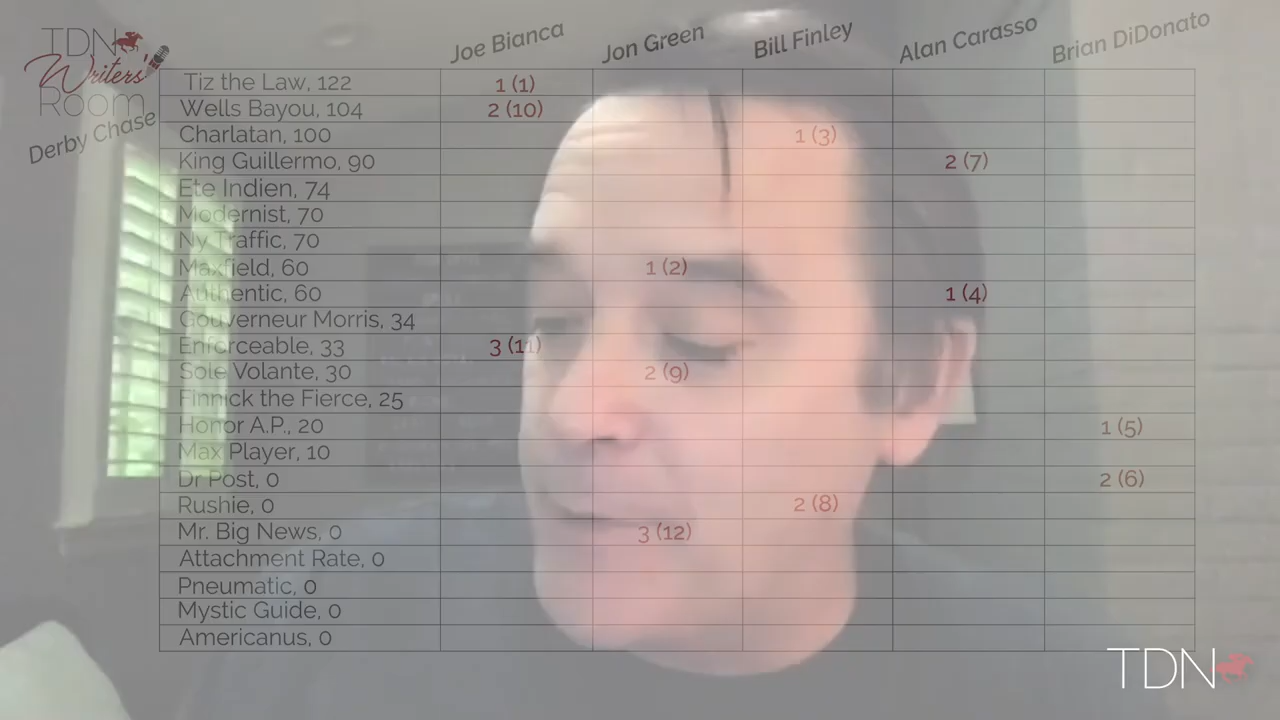 TDN
Writers'
Room
Derby Chase
Joe Bianca Jon Green Bill Finley Alan Carasso Brian DiDonato
Tiz the Law, 122 1 (1)
Wells Bayou, 104 2 (10)
Charlatan, 100 1 (3)
King Guillermo, 90 2 (7)
Ete Indien, 74
Modernist, 70
Ny Traffic, 70
Maxfield, 60 1 (2)
Authentic, 60 1 (4)
Gouverneur Morris, 34
Enforceable, 33 3 (11)
Sole Volante, 30 2 (9)
Finnick the Fierce, 25
Honor A.P., 20 1 (5)
Max Player, 10
Dr Post, 0 2 (6)
Rushie, 0 2 (8)
Mr. Big News, 0 3 (12)
Attachment Rate, 0
Pneumatic, 0
Mystic Guide, 0
Americanus, 0
TDN